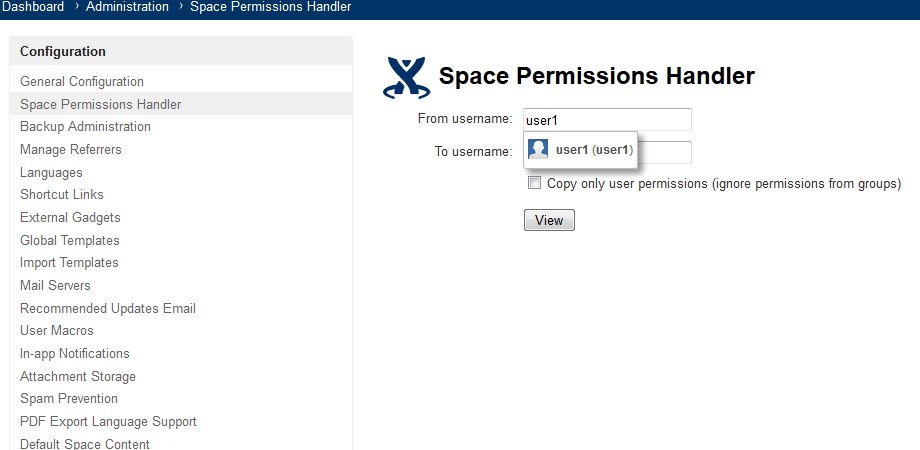 Dashboard › Administration › Space Permissions Handler
Configuration
General Configuration
Space Permissions Handler
Backup Administration
Manage Referrers
Languages
Shortcut Links
External Gadgets
Global Templates
Import Templates
Mail Servers
Recommended Updates Email
User Macros
In-app Notifications
Attachment Storage
Spam Prevention
PDF Export Language Support
Default Space Content
Space Permissions Handler
From username: user1
user1 (user1)
To username:
Copy only user permissions (ignore permissions from groups)
View